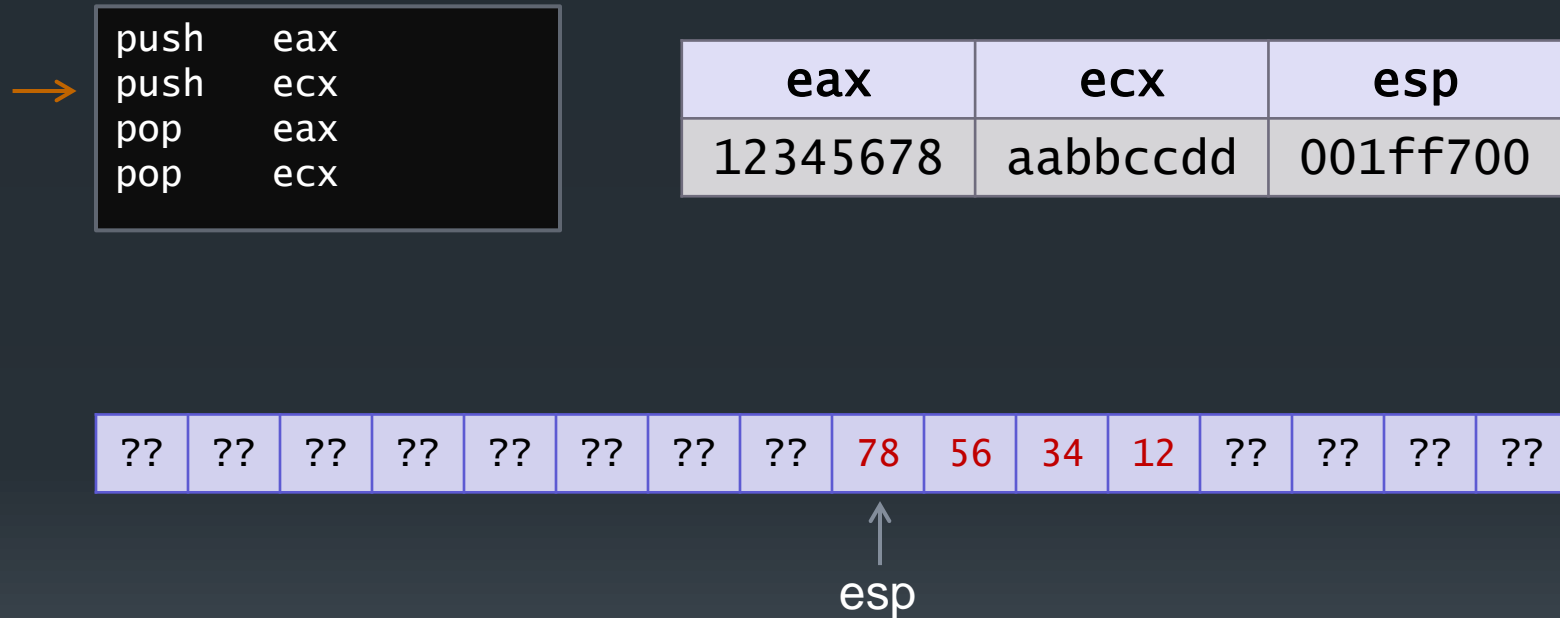 push eax
push ecx
pop eax
pop ecx
eax ecx esp
12345678 aabbccdd 001ff700
?? ?? ?? ?? ?? ?? ?? ?? 78 56 34 12 ?? ?? ?? ??
esp